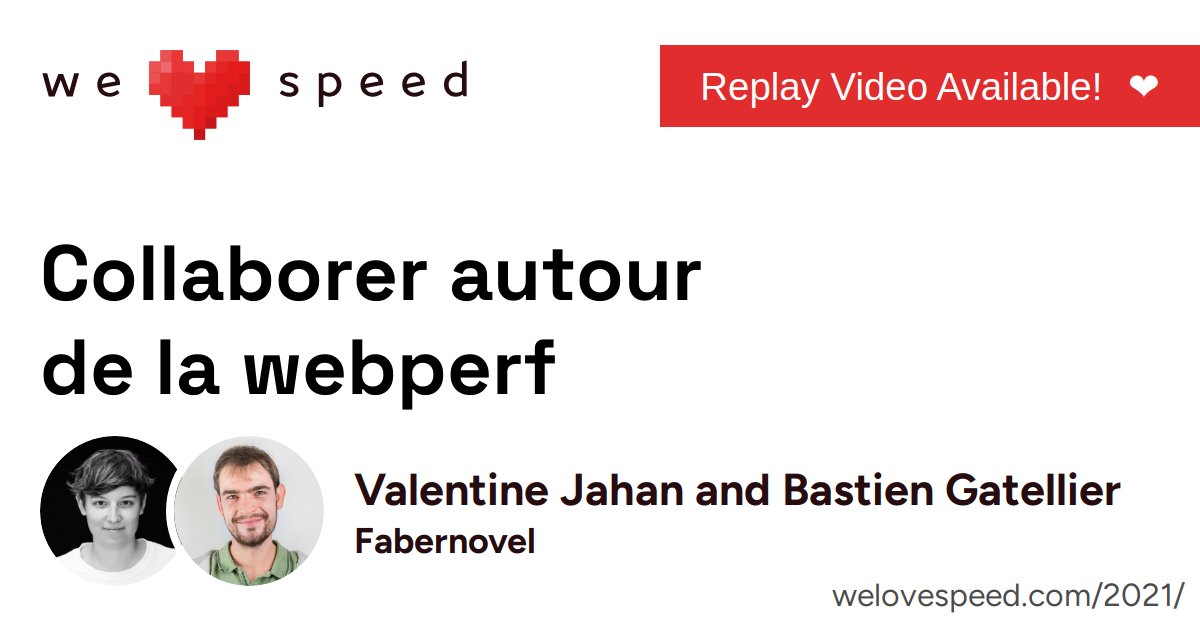 we ❤ speed
Replay Video Available! ❤
Collaborer autour
de la webperf
Valentine Jahan and Bastien Gatellier
Fabernovel
welovespeed.com/2021/